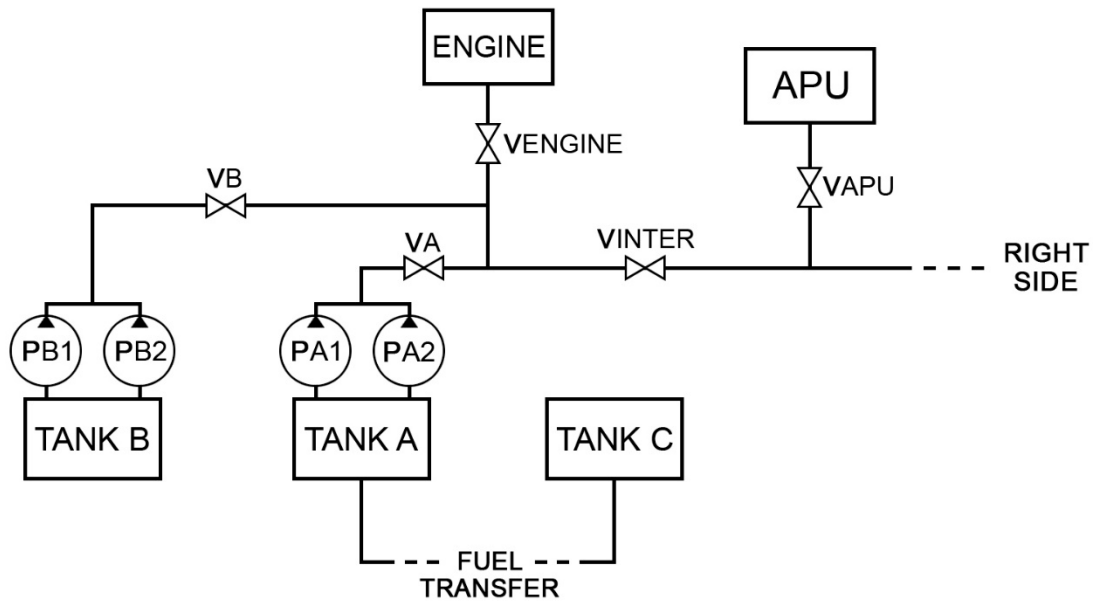 ENGINE
APU
VENGINE
VB
VAPU
VA
VINTER
RIGHT
SIDE
PB1
PB2
PA1
PA2
TANK B
TANK A
TANK C
FUEL
TRANSFER